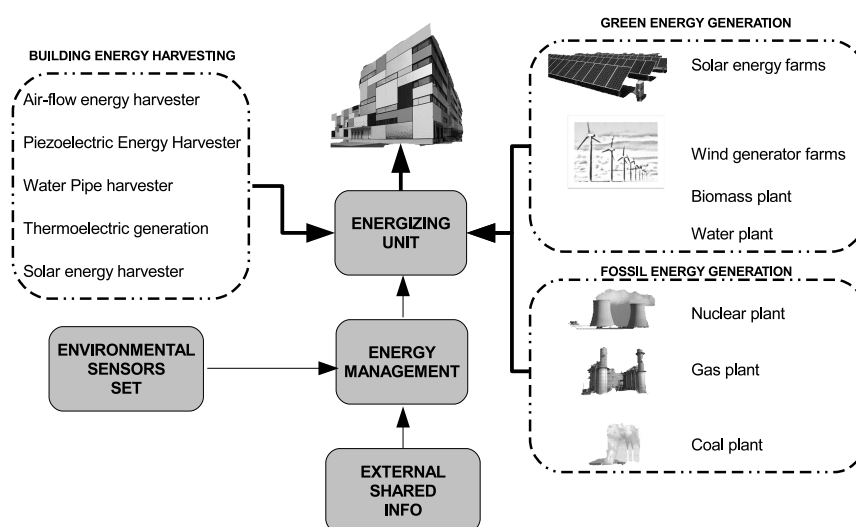 BUILDING ENERGY HARVESTING
Air-flow energy harvester
Piezoelectric Energy Harvester
Water Pipe harvester
Thermoelectric generation
Solar energy harvester
GREEN ENERGY GENERATION
Solar energy farms
Wind generator farms
Biomass plant
Water plant
ENERGIZING
UNIT
FOSSIL ENERGY GENERATION
Nuclear plant
Gas plant
Coal plant
ENVIRONMENTAL
SENSORS
SET
ENERGY
MANAGEMENT
EXTERNAL
SHARED
INFO